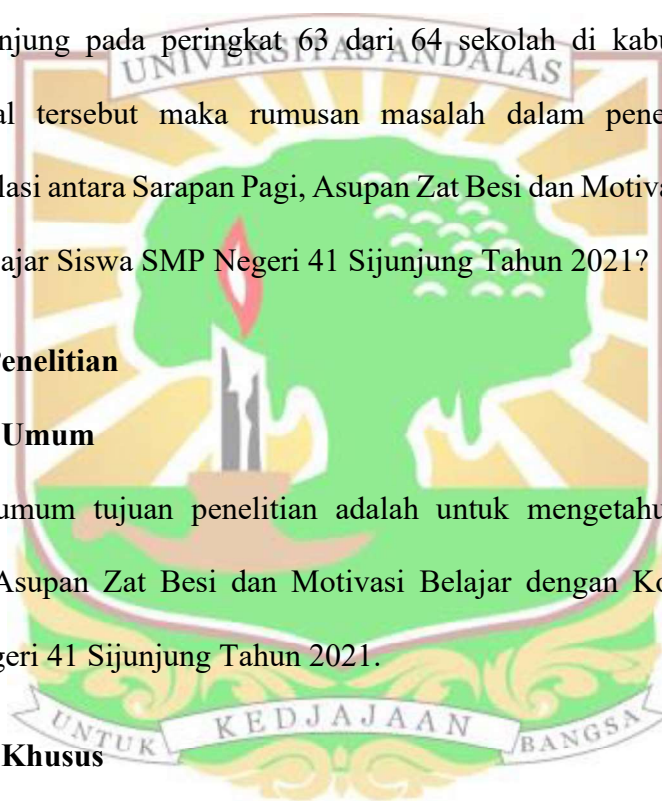 njung pada peringkat 63 dari 64 sekolah di kabu
UNIVERSITAS ANDALAS
al tersebut maka rumusan masalah dalam pene
lasi antara Sarapan Pagi, Asupan Zat Besi dan Motiva
ajar Siswa SMP Negeri 41 Sijunjung Tahun 2021?
Penelitian
Umum
umum tujuan penelitian adalah untuk mengetahu
Asupan Zat Besi dan Motivasi Belajar dengan Ko
geri 41 Sijunjung Tahun 2021.
UNTUK KEDJAJAAN BANGSA
Khusus